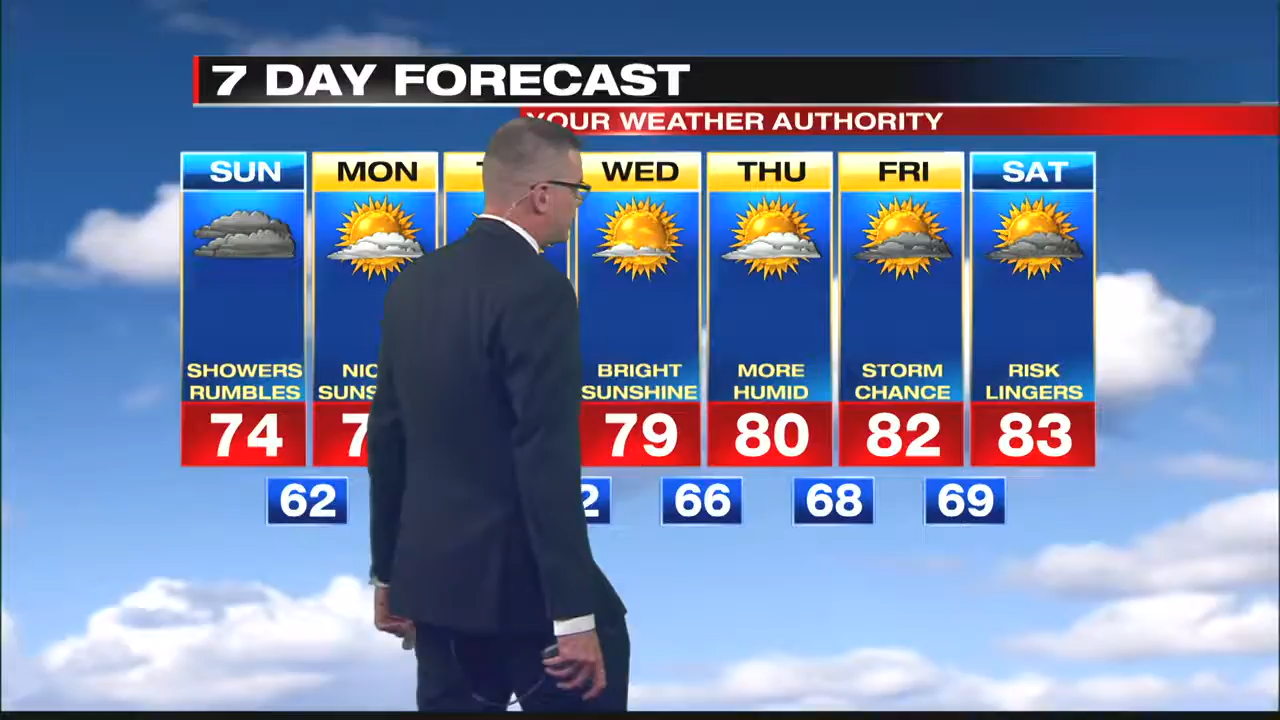 7 DAY FORECAST
YOUR WEATHER AUTHORITY
SUN MON WED THU FRI SAT
SHOWERS BRIGHT MORE STORM RISK
RUMBLES SUNSHINE HUMID CHANCE LINGERS
74 79 80 82 83
62 66 68 69